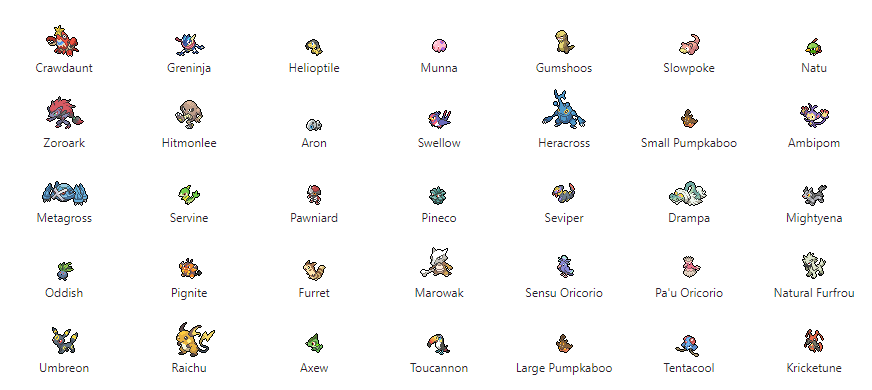 Crawdaunt Greninja Helioptile Munna Gumshoos Slowpoke Natu
Zoroark Hitmonlee Aron Swellow Heracross Small Pumpkaboo Ambipom
Metagross Servine Pawniard Pineco Seviper Drampa Mightyena
Oddish Pignite Furret Marowak Sensu Oricorio Pa'u Oricorio Natural Furfrou
Umbreon Raichu Axew Toucannon Large Pumpkaboo Tentacool Kricketune